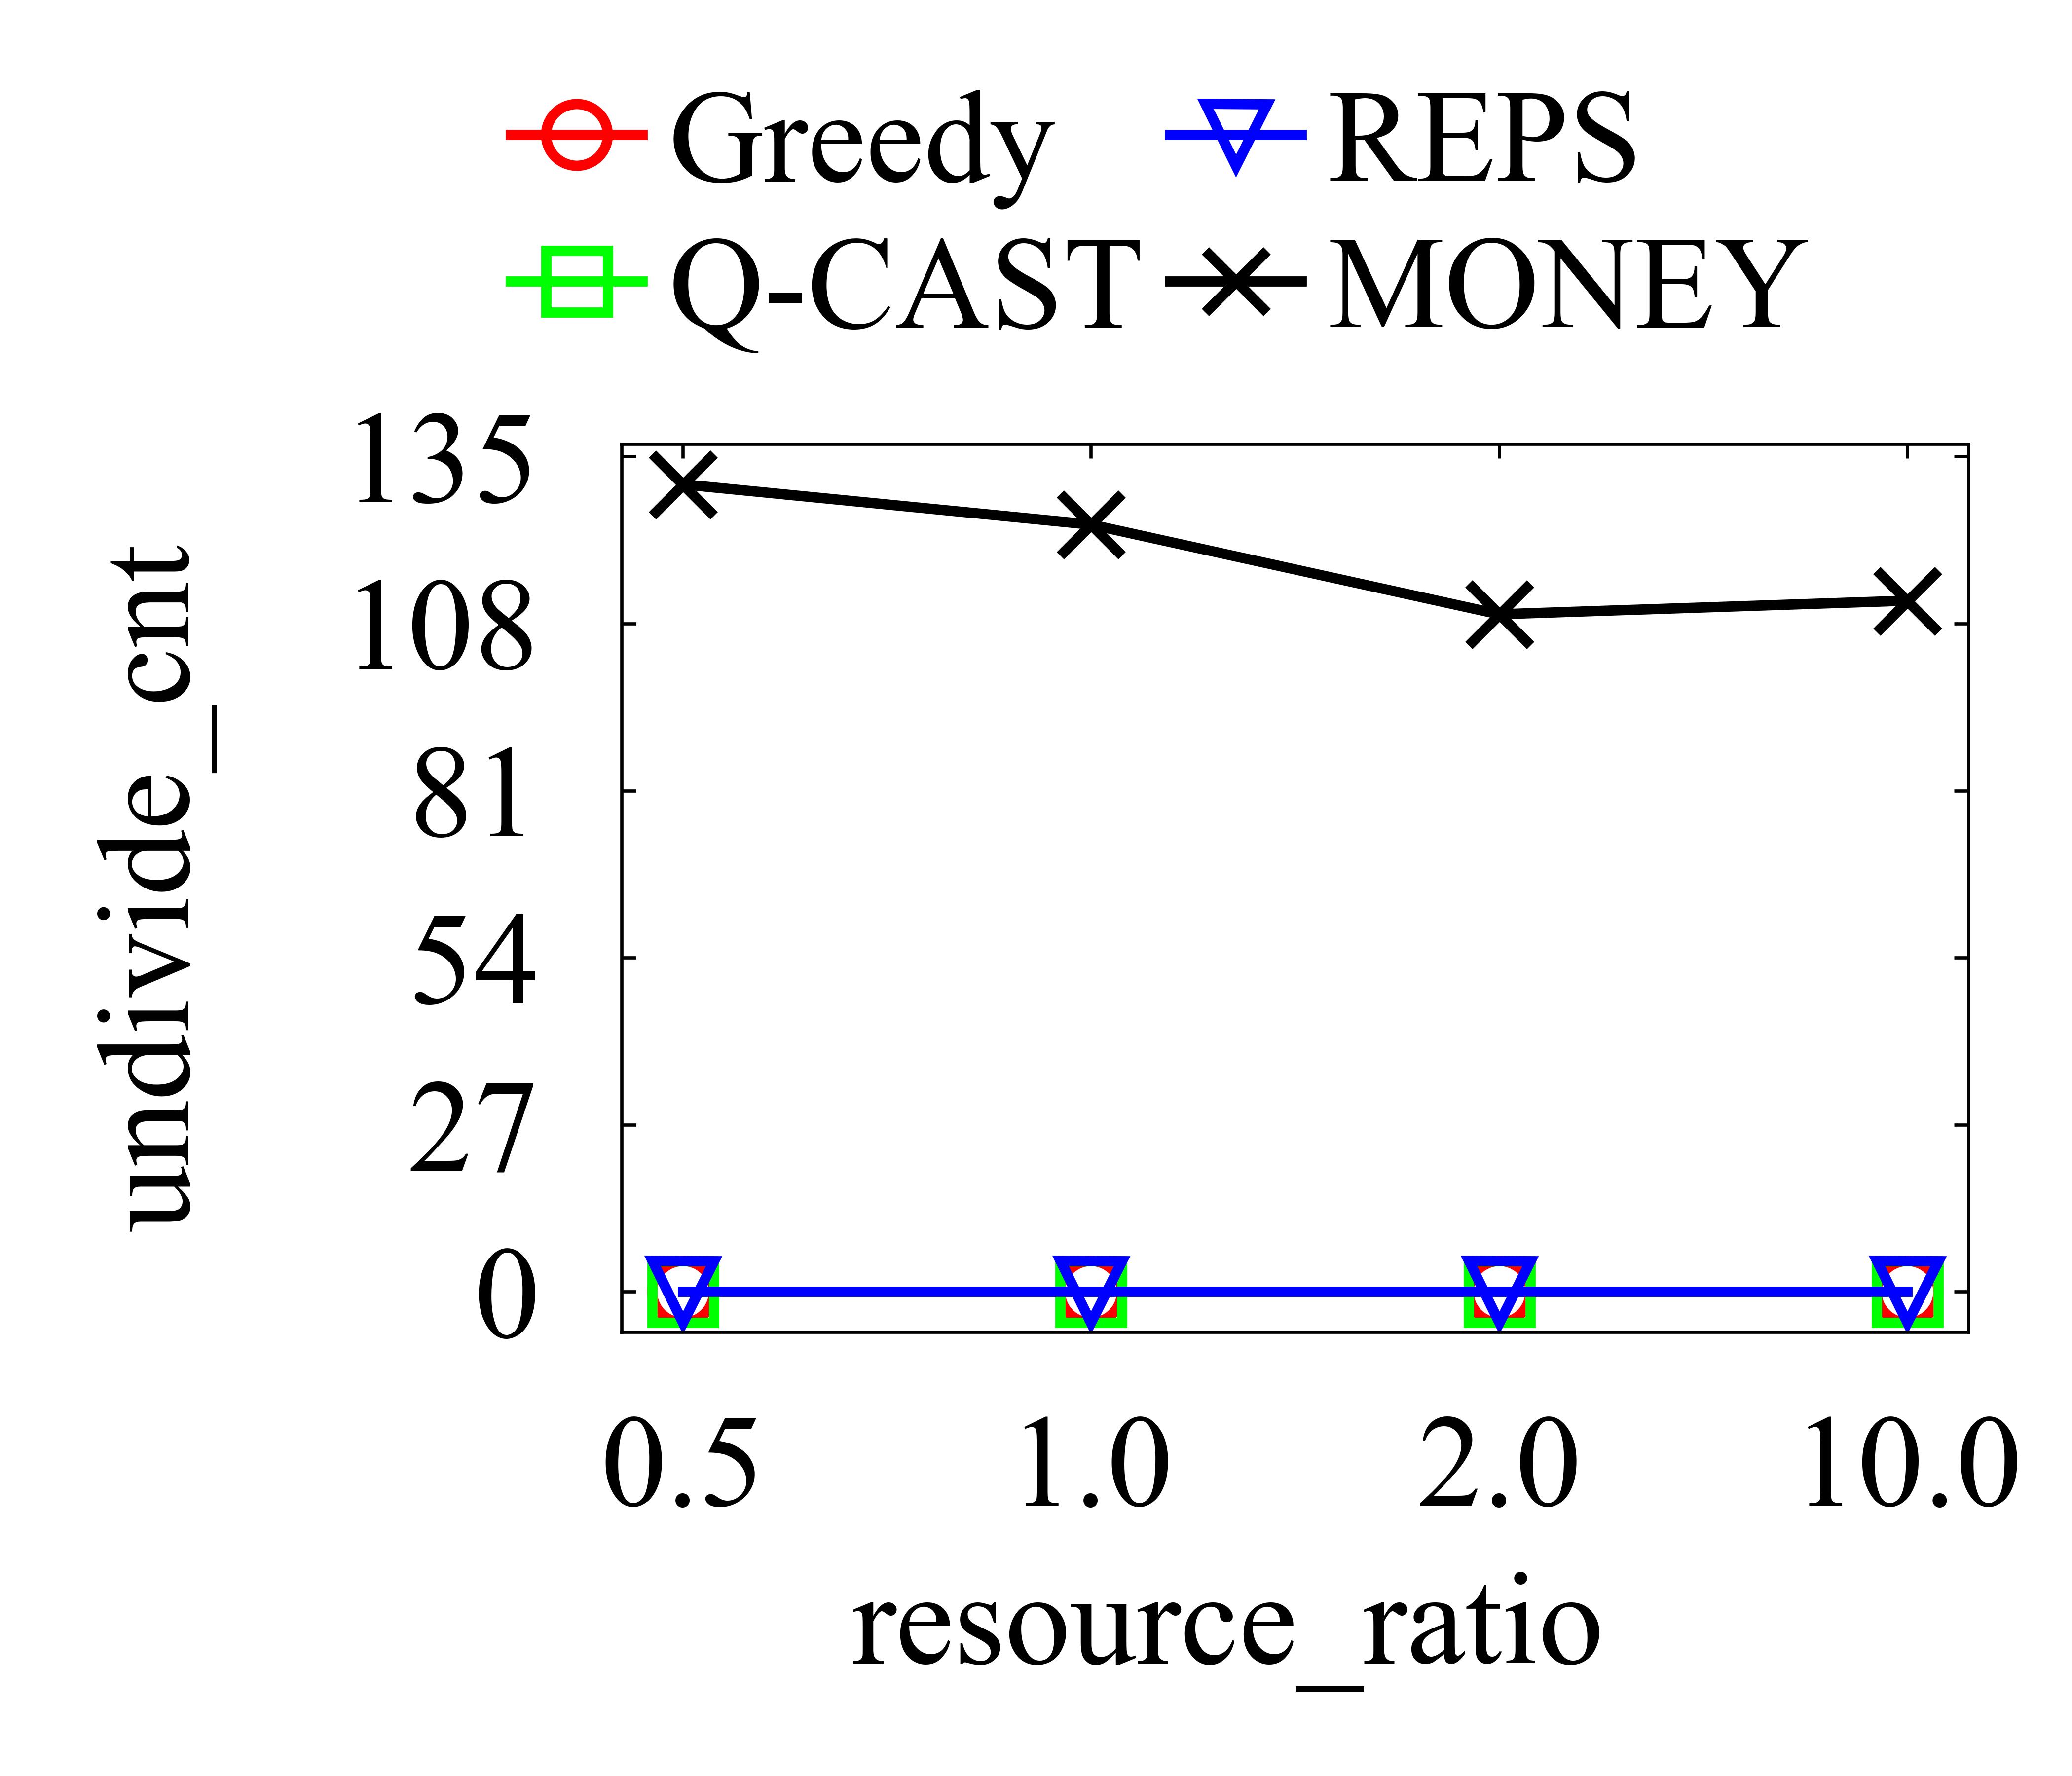 Greedy REPS
Q-CAST MONEY
undivide_cnt
135
108
81
54
27
0
0.5 1.0 2.0 10.0
resource_ratio